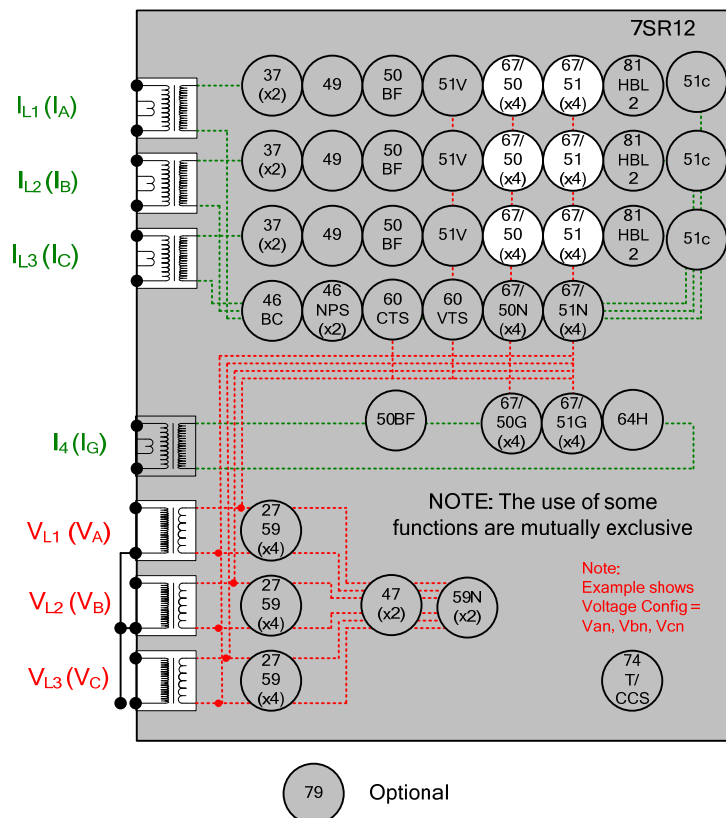 7SR12
IL1 (IA)
37
(x2)
49
50
BF
51V
67/
50
(x4)
67/
51
(x4)
81
HBL
2
51c
IL2 (IB)
37
(x2)
49
50
BF
51V
67/
50
(x4)
67/
51
(x4)
81
HBL
2
51c
IL3 (IC)
37
(x2)
49
50
BF
51V
67/
50
(x4)
67/
51
(x4)
81
HBL
2
51c
46
BC
46
NPS
(x2)
60
CTS
60
VTS
67/
50N
(x4)
67/
51N
(x4)
I4 (IG)
50BF
67/
50G
(x4)
67/
51G
(x4)
64H
NOTE: The use of some
functions are mutually exclusive
VL1 (VA)
27
59
(x4)
VL2 (VB)
27
59
(x4)
47
(x2)
59N
(x2)
Note:
Example shows
Voltage Config =
Van, Vbn, Vcn
VL3 (VC)
27
59
(x4)
74
T/
CCS
79
Optional